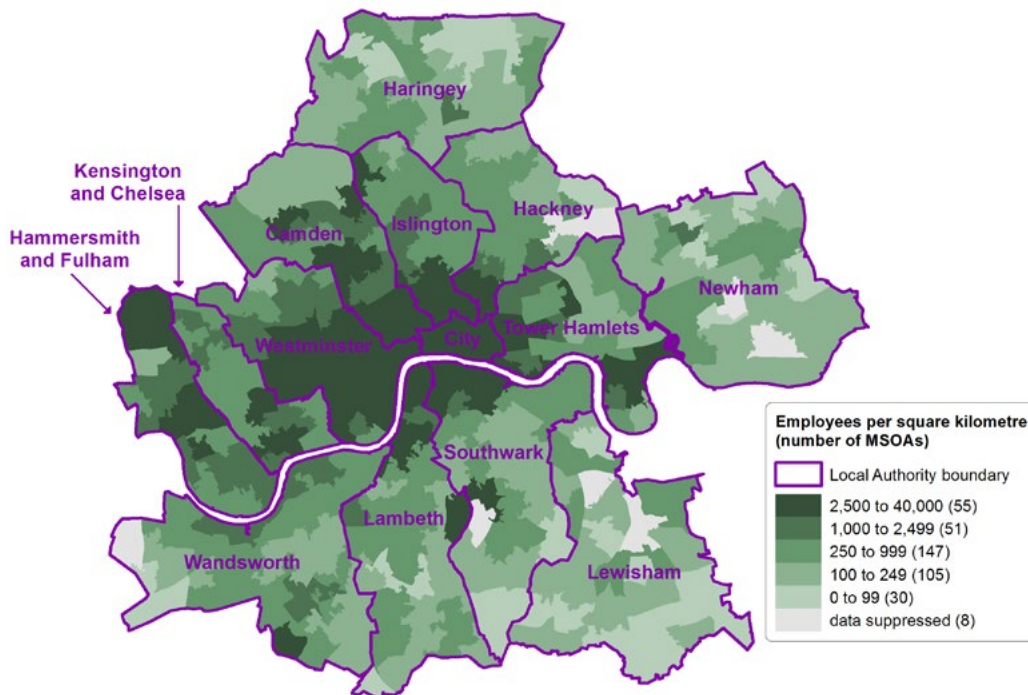 Haringey
Kensington
and Chelsea
Hammersmith
and Fulham
Camden
Islington
Hackney
Newham
Westminster
City
Tower Hamlets
Southwark
Lambeth
Wandsworth
Lewisham
Employees per square kilometre
(number of MSOAs)
Local Authority boundary
2,500 to 40,000 (55)
1,000 to 2,499 (51)
250 to 999 (147)
100 to 249 (105)
0 to 99 (30)
data suppressed (8)